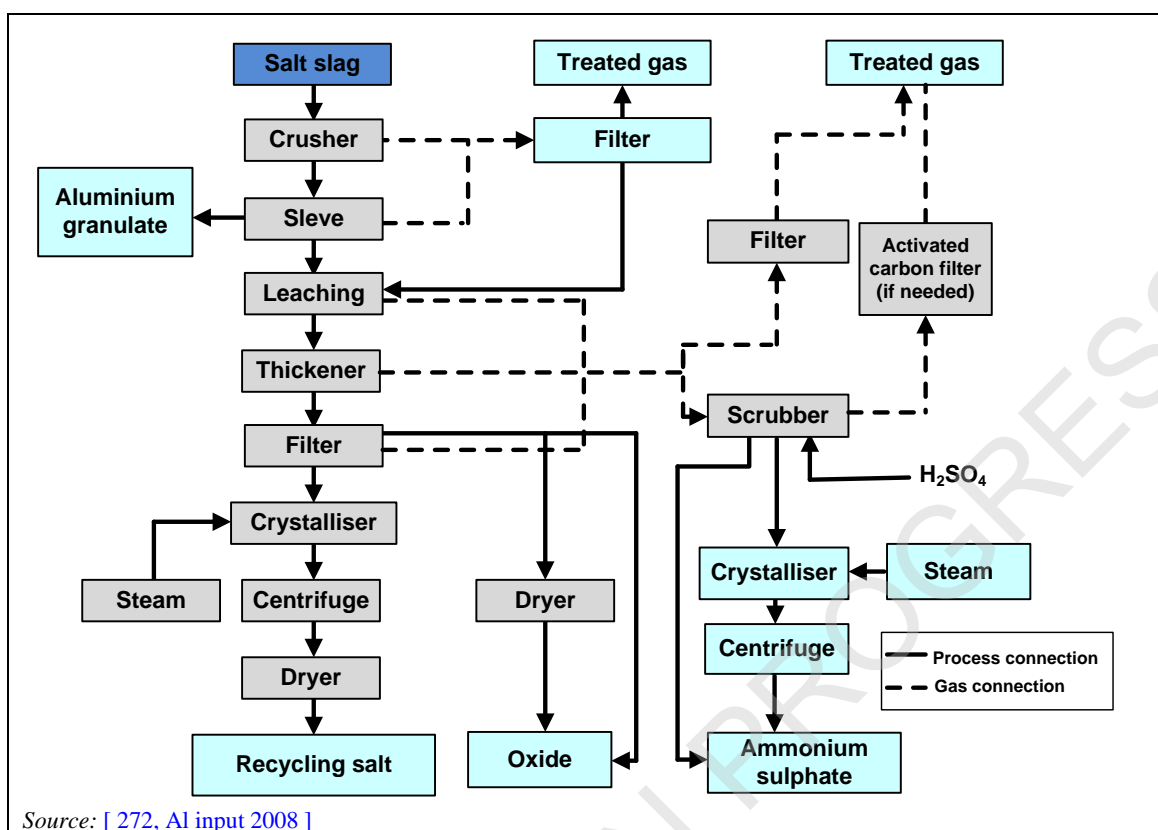 Salt slag
Treated gas
Treated gas
Crusher
Filter
Aluminium
granulate
Sleve
Filter
Activated
carbon filter
(if needed)
Leaching
Thickener
Scrubber
Filter
H₂SO₄
Crystalliser
Crystalliser
Steam
Steam
Centrifuge
Dryer
Centrifuge
Process connection
Gas connection
Dryer
Recycling salt
Oxide
Ammonium
sulphate
Source: [ 272, Al input 2008 ]
N PROGRESS